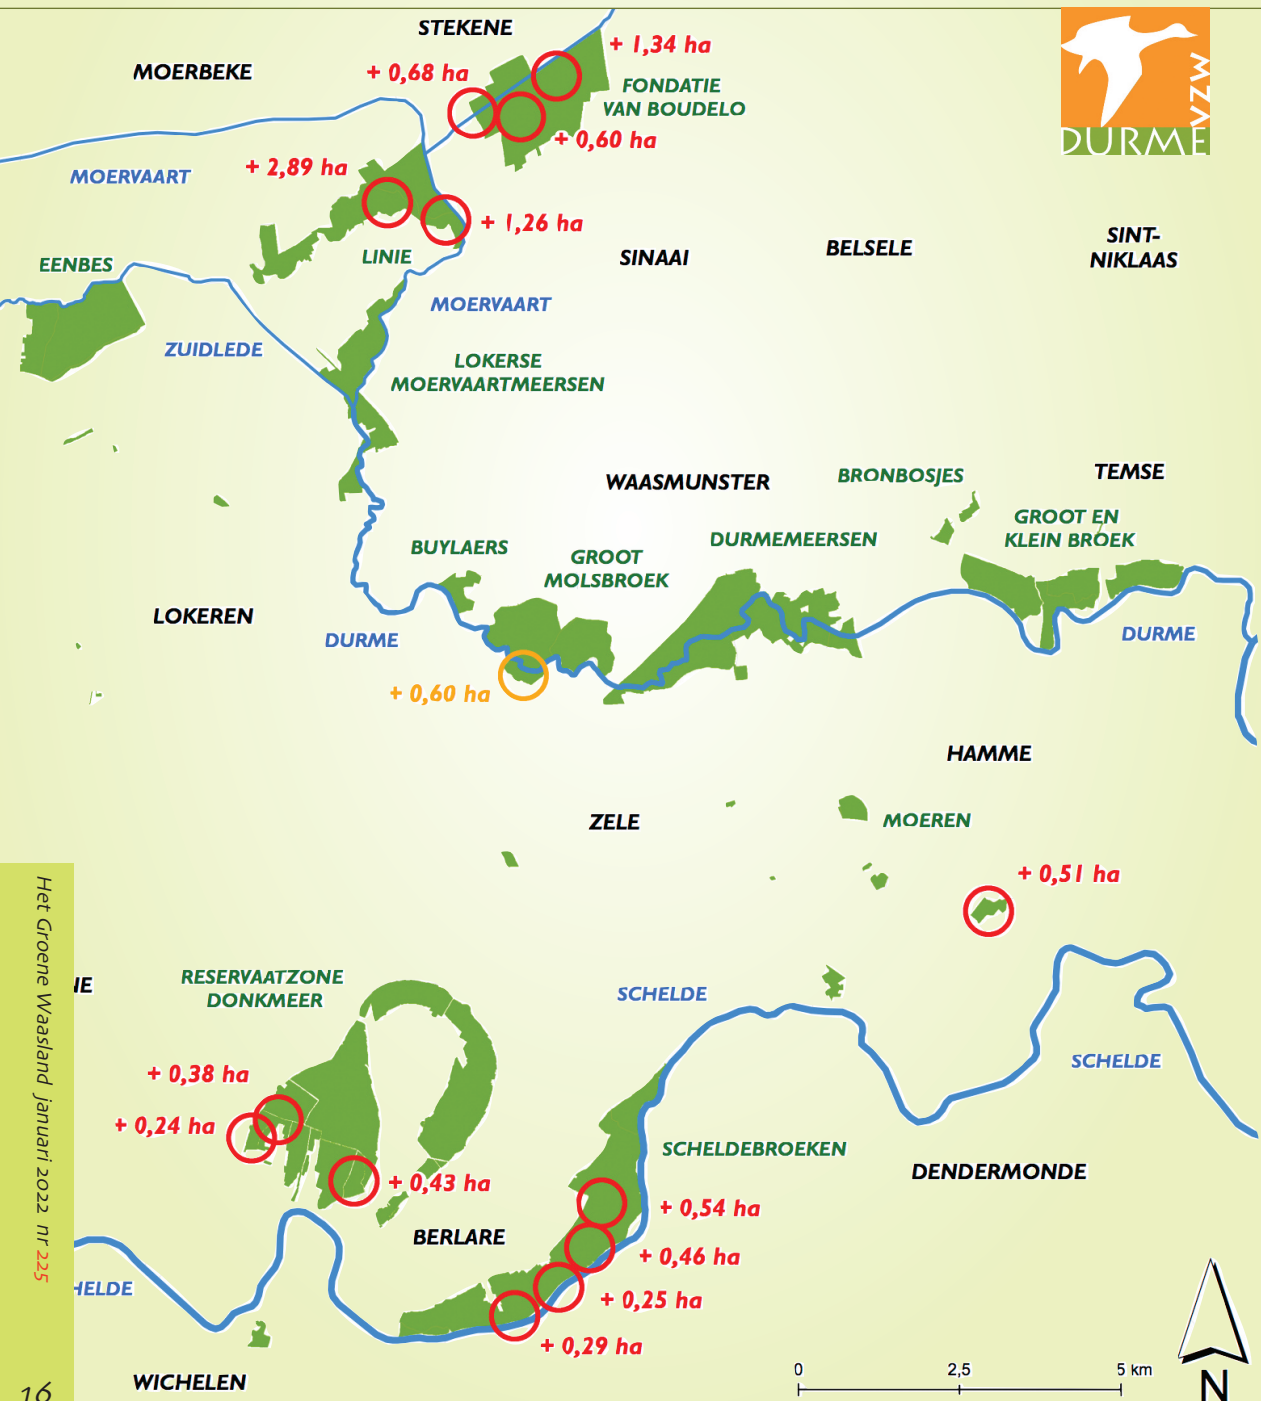 STEKENE
+ 1,34 ha
MOERBEKE
+ 0,68 ha
FONDATIE
VAN BOUDELO
VZW
DURME
+ 0,60 ha
+ 2,89 ha
MOERVAART
+ 1,26 ha
SINAAI
BELSELE
SINT-
NIKLAAS
LINIE
EENBES
MOERVAART
ZUIDLEDE
LOKERSE
MOERVAARTMEERSEN
WAASMUNSTER
BRONBOSJES
TEMSE
GROOT EN
KLEIN BROEK
DURMEMEERSEN
BUYLAERS
GROOT
MOLSBROEK
LOKEREN
DURME
DURME
+ 0,60 ha
HAMME
ZELE
MOEREN
+ 0,51 ha
Het Groene Waasland januari 2022 nr 225
NE
RESERVAATZONE
DONKMEER
SCHELDE
SCHELDE
+ 0,38 ha
+ 0,24 ha
SCHELDEBROEKEN
DENDERMONDE
+ 0,43 ha
+ 0,54 ha
BERLARE
+ 0,46 ha
HELDE
+ 0,25 ha
+ 0,29 ha
WICHELEN
0 2,5 5 km
N
16